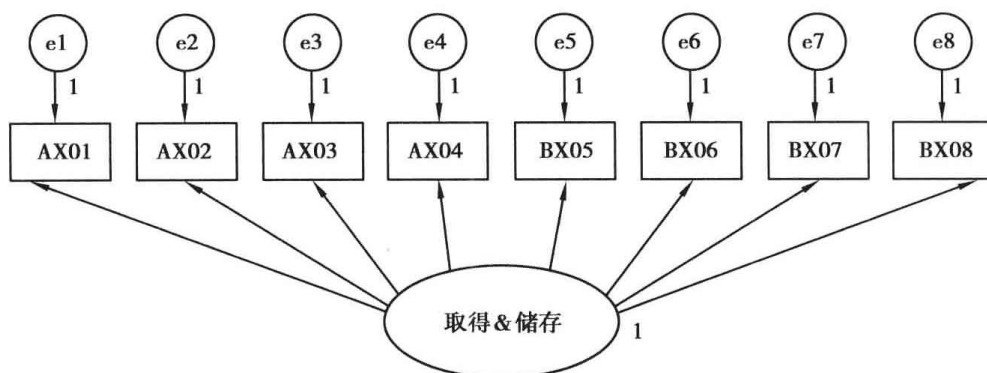 e1 e2 e3 e4 e5 e6 e7 e8
1 1 1 1 1 1 1 1
AX01 AX02 AX03 AX04 BX05 BX06 BX07 BX08
取得&储存
1